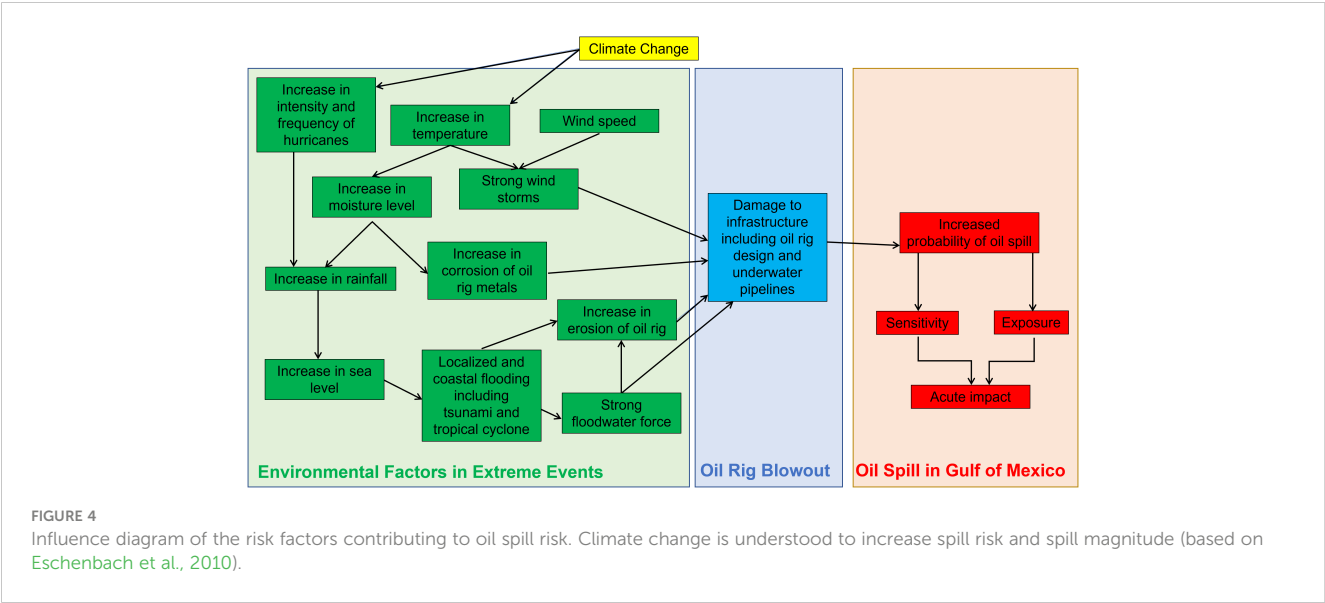 Climate Change
Increase in
intensity and
frequency of
hurricanes
Increase in
temperature
Wind speed
Increase in
moisture level
Strong wind
storms
Increase in rainfall
Increase in
corrosion of oil
rig metals
Increase in
erosion of oil rig
Increase in sea
level
Localized and
coastal flooding
including
tsunami and
tropical cyclone
Strong
floodwater force
Environmental Factors in Extreme Events
Damage to
infrastructure
including oil rig
design and
underwater
pipelines
Oil Rig Blowout
Increased
probability of oil spill
Sensitivity
Exposure
Acute impact
Oil Spill in Gulf of Mexico
FIGURE 4
Influence diagram of the risk factors contributing to oil spill risk. Climate change is understood to increase spill risk and spill magnitude (based on
Eschenbach et al., 2010).